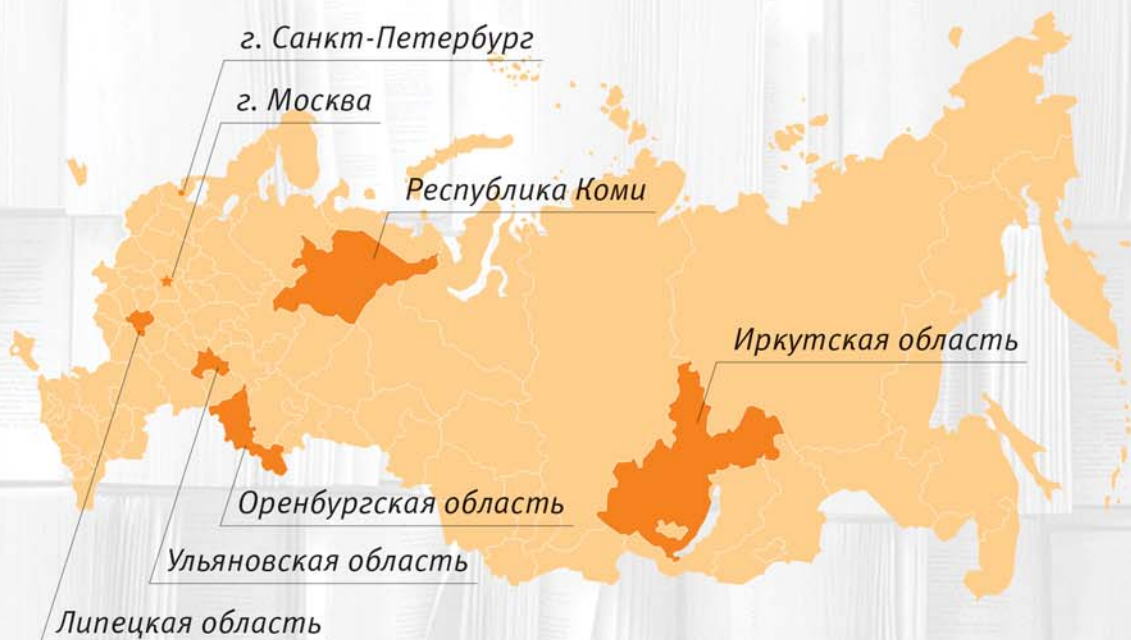 г. Санкт-Петербург
г. Москва
Республика Коми
Иркутская область
Оренбургская область
Ульяновская область
Липецкая область